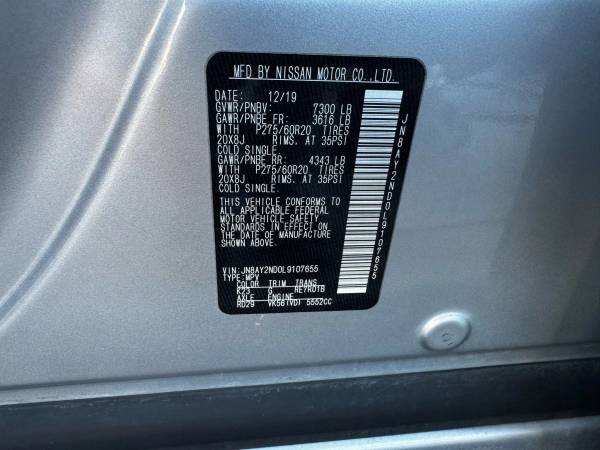 MFD BY NISSAN MOTOR CO.,LTD.
DATE: 12/19
GVWR/PNBV: 7300 LB
GAWR/PNBE FR: 3616 LB
WITH P275/60R20 TIRES
20X8J RIMS. AT 35PSI
COLD SINGLE.
GAWR/PNBE RR: 4343 LB
WITH P275/60R20 TIRES
20X8J RIMS. AT 35PSI
COLD SINGLE.
THIS VEHICLE CONFORMS TO
ALL APPLICABLE FEDERAL
MOTOR VEHICLE SAFETY
STANDARDS IN EFFECT ON
THE DATE OF MANUFACTURE
SHOWN ABOVE.
VIN: JN8AY2ND0L9107655
TYPE: MPV
COLOR TRIM TRANS
K23 G RE7R01B
AXLE ENGINE
RD29 VK56(VD) 5552CC
JN8AY2ND0L9107655